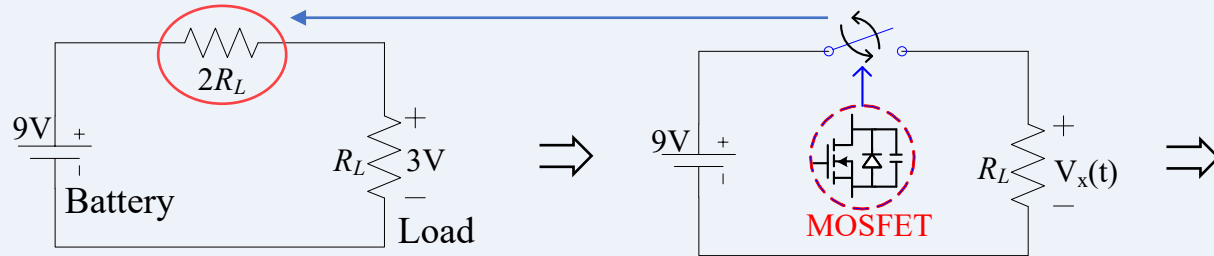 2R_L
9V
+
-
Battery
R_L
+
3V
−
Load
9V
+
-
MOSFET
R_L
+
V_x(t)
−